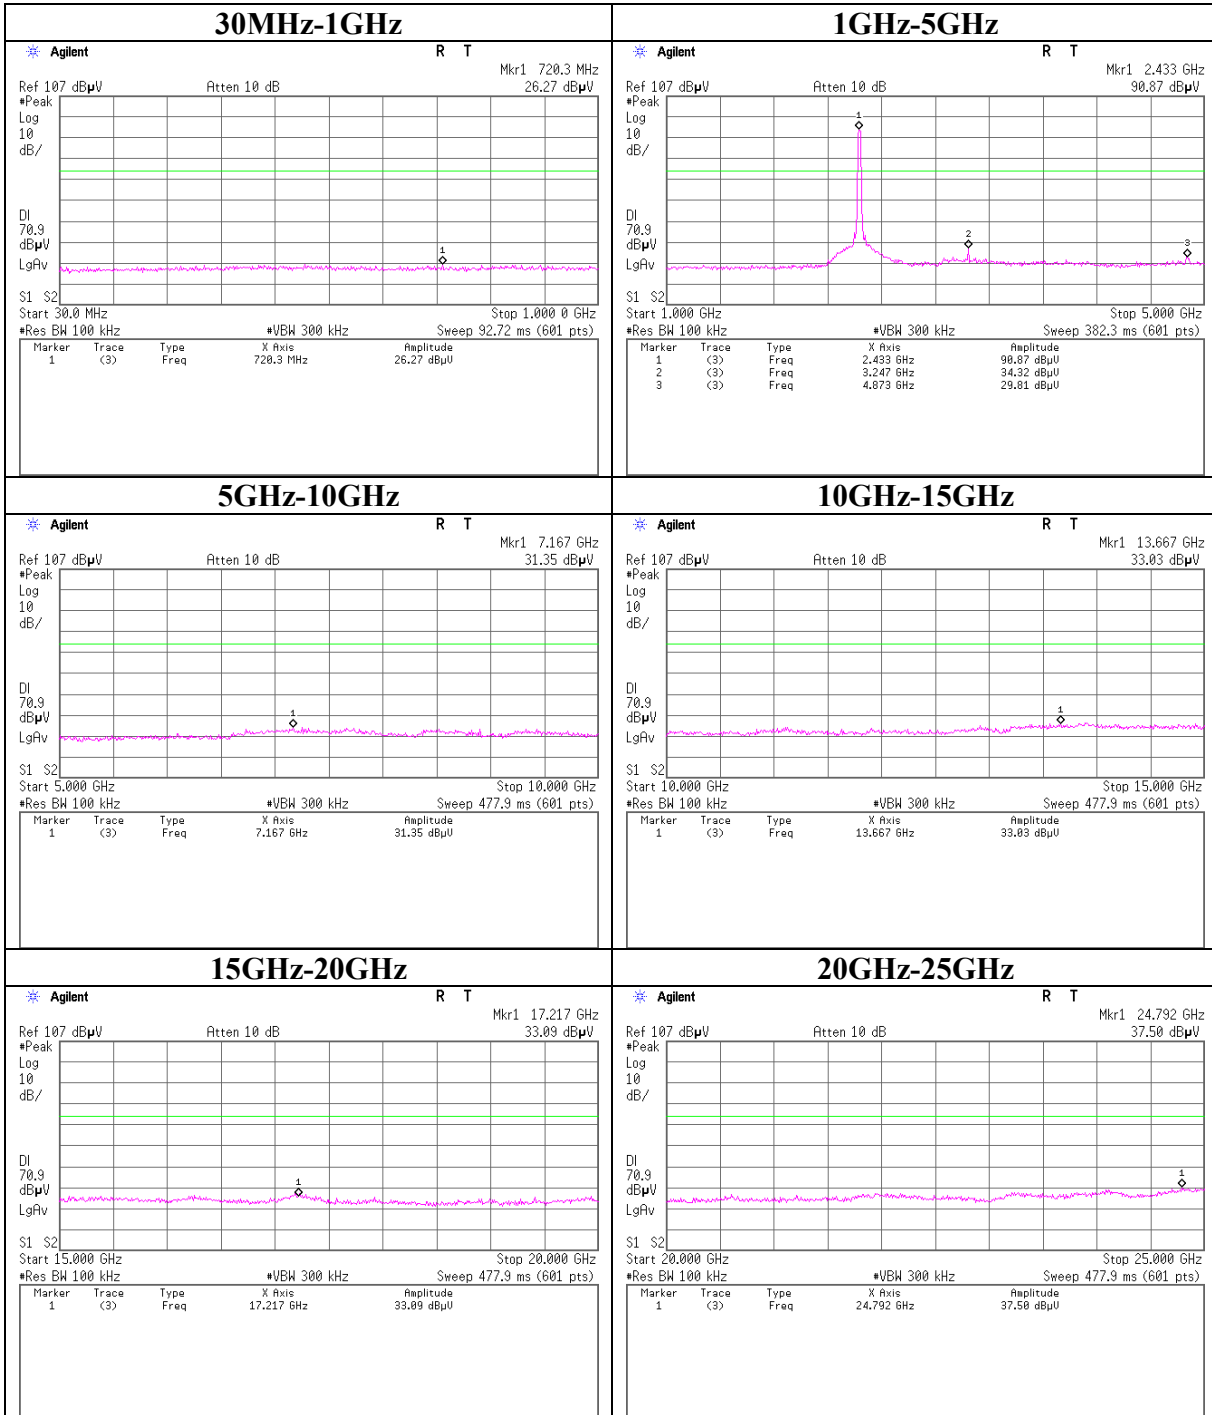 30MHz-1GHz
Agilent R T
Mkr1 720.3 MHz
Ref 107 dBµV Atten 10 dB 26.27 dBµV
#Peak
Log
10
dB/
DI
70.9
dBµV
LgAv
1
S1 S2
Start 30.0 MHz Stop 1.000 0 GHz
#Res BW 100 kHz #VBW 300 kHz Sweep 92.72 ms (601 pts)
Marker Trace Type X Axis Amplitude
1 (3) Freq 720.3 MHz 26.27 dBµV
1GHz-5GHz
Agilent R T
Mkr1 2.433 GHz
Ref 107 dBµV Atten 10 dB 90.87 dBµV
#Peak
Log
10
dB/
DI
70.9
dBµV
LgAv
1
2
3
S1 S2
Start 1.000 GHz Stop 5.000 GHz
#Res BW 100 kHz #VBW 300 kHz Sweep 382.3 ms (601 pts)
Marker Trace Type X Axis Amplitude
1 (3) Freq 2.433 GHz 90.87 dBµV
2 (3) Freq 3.247 GHz 34.32 dBµV
3 (3) Freq 4.873 GHz 29.81 dBµV
5GHz-10GHz
Agilent R T
Mkr1 7.167 GHz
Ref 107 dBµV Atten 10 dB 31.35 dBµV
#Peak
Log
10
dB/
DI
70.9
dBµV
LgAv
1
S1 S2
Start 5.000 GHz Stop 10.000 GHz
#Res BW 100 kHz #VBW 300 kHz Sweep 477.9 ms (601 pts)
Marker Trace Type X Axis Amplitude
1 (3) Freq 7.167 GHz 31.35 dBµV
10GHz-15GHz
Agilent R T
Mkr1 13.667 GHz
Ref 107 dBµV Atten 10 dB 33.03 dBµV
#Peak
Log
10
dB/
DI
70.9
dBµV
LgAv
1
S1 S2
Start 10.000 GHz Stop 15.000 GHz
#Res BW 100 kHz #VBW 300 kHz Sweep 477.9 ms (601 pts)
Marker Trace Type X Axis Amplitude
1 (3) Freq 13.667 GHz 33.03 dBµV
15GHz-20GHz
Agilent R T
Mkr1 17.217 GHz
Ref 107 dBµV Atten 10 dB 33.09 dBµV
#Peak
Log
10
dB/
DI
70.9
dBµV
LgAv
1
S1 S2
Start 15.000 GHz Stop 20.000 GHz
#Res BW 100 kHz #VBW 300 kHz Sweep 477.9 ms (601 pts)
Marker Trace Type X Axis Amplitude
1 (3) Freq 17.217 GHz 33.09 dBµV
20GHz-25GHz
Agilent R T
Mkr1 24.792 GHz
Ref 107 dBµV Atten 10 dB 37.50 dBµV
#Peak
Log
10
dB/
DI
70.9
dBµV
LgAv
1
S1 S2
Start 20.000 GHz Stop 25.000 GHz
#Res BW 100 kHz #VBW 300 kHz Sweep 477.9 ms (601 pts)
Marker Trace Type X Axis Amplitude
1 (3) Freq 24.792 GHz 37.50 dBµV